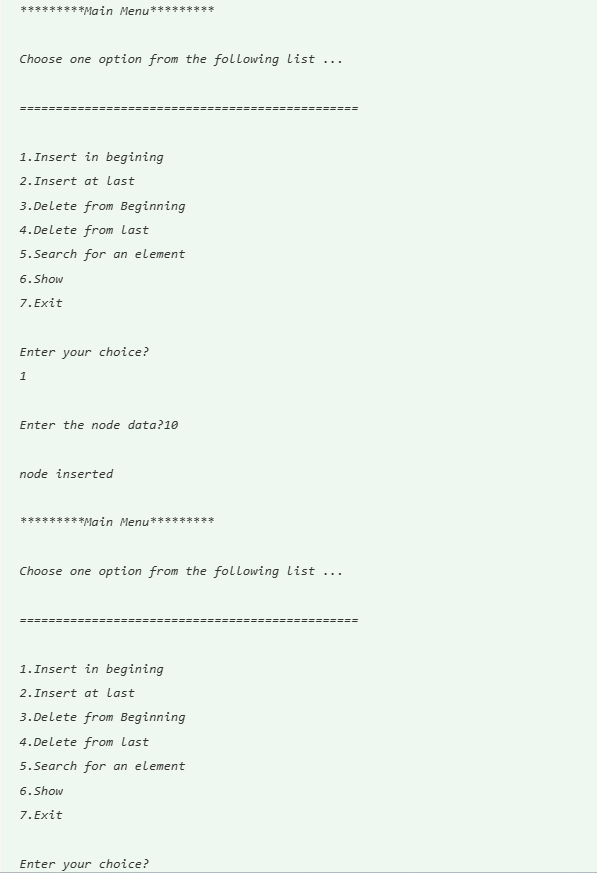 *********Main Menu*********
Choose one option from the following list ...
===============================================
1.Insert in begining
2.Insert at last
3.Delete from Beginning
4.Delete from last
5.Search for an element
6.Show
7.Exit
Enter your choice?
1
Enter the node data?10
node inserted
*********Main Menu*********
Choose one option from the following list ...
===============================================
1.Insert in begining
2.Insert at last
3.Delete from Beginning
4.Delete from last
5.Search for an element
6.Show
7.Exit
Enter your choice?